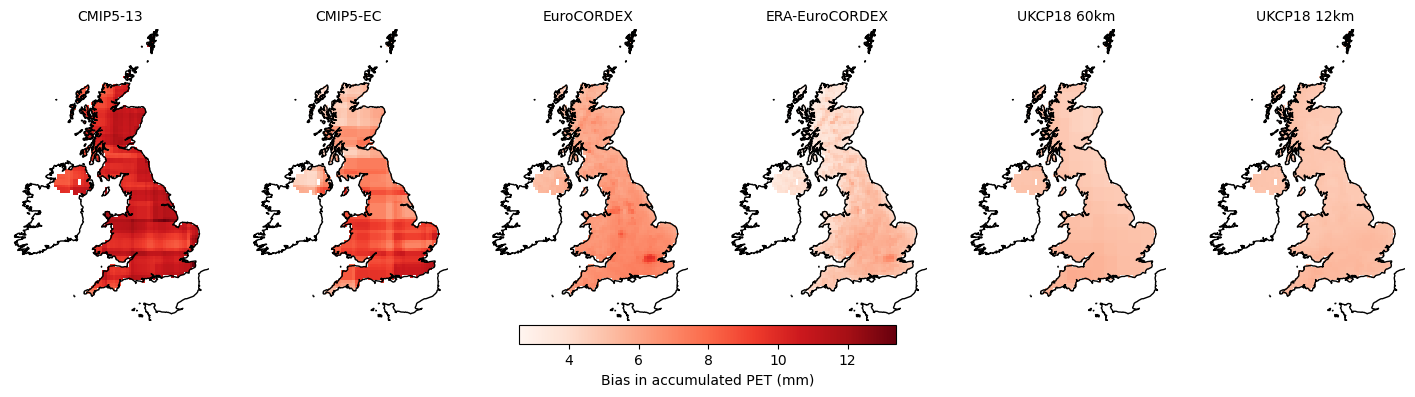 CMIP5-13
CMIP5-EC
EuroCORDEX
ERA-EuroCORDEX
UKCP18 60km
UKCP18 12km
4 6 8 10 12
Bias in accumulated PET (mm)